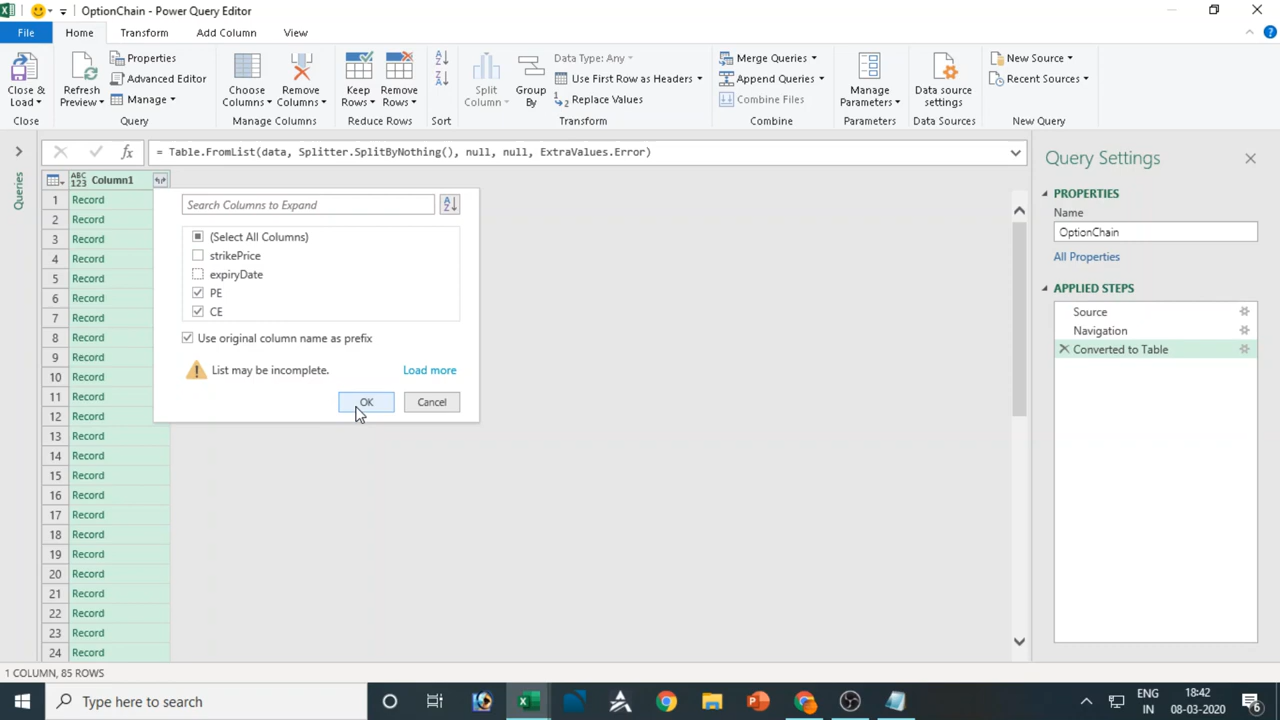 OptionChain - Power Query Editor
File
Home
Transform
Add Column
View
Close & Load
Close
Refresh Preview
Properties
Advanced Editor
Manage
Query
Choose Columns
Remove Columns
Manage Columns
Keep Rows
Remove Rows
Reduce Rows
Sort
Split Column
Group By
Data Type: Any
Use First Row as Headers
Replace Values
Transform
Merge Queries
Append Queries
Combine Files
Combine
Manage Parameters
Parameters
Data source settings
Data Sources
New Source
Recent Sources
New Query
Queries
fx
= Table.FromList(data, Splitter.SplitByNothing(), null, null, ExtraValues.Error)
ABC 123 Column1
1 Record
2 Record
3 Record
4 Record
5 Record
6 Record
7 Record
8 Record
9 Record
10 Record
11 Record
12 Record
13 Record
14 Record
15 Record
16 Record
17 Record
18 Record
19 Record
20 Record
21 Record
22 Record
23 Record
24 Record
Search Columns to Expand
(Select All Columns)
strikePrice
expiryDate
PE
CE
Use original column name as prefix
List may be incomplete.
Load more
OK
Cancel
Query Settings
PROPERTIES
Name
OptionChain
All Properties
APPLIED STEPS
Source
Navigation
Converted to Table
1 COLUMN, 85 ROWS
Type here to search
ENG
IN
18:42
08-03-2020
6